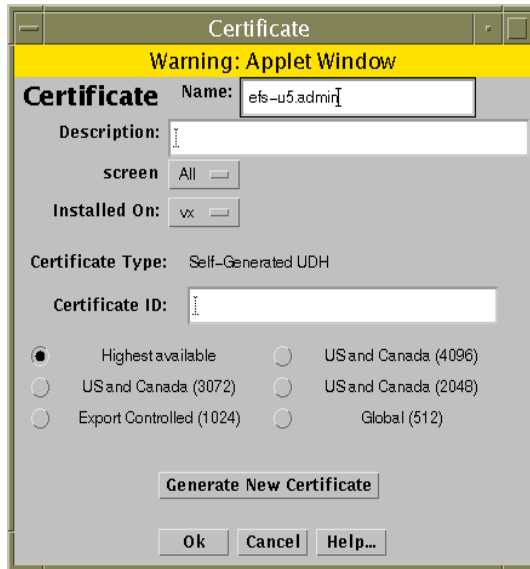 Certificate
Warning: Applet Window
Certificate Name: efs-u5.admin
Description:
screen All
Installed On: vx
Certificate Type: Self-Generated UDH
Certificate ID:
Highest available US and Canada (4096)
US and Canada (3072) US and Canada (2048)
Export Controlled (1024) Global (512)
Generate New Certificate
Ok Cancel Help...